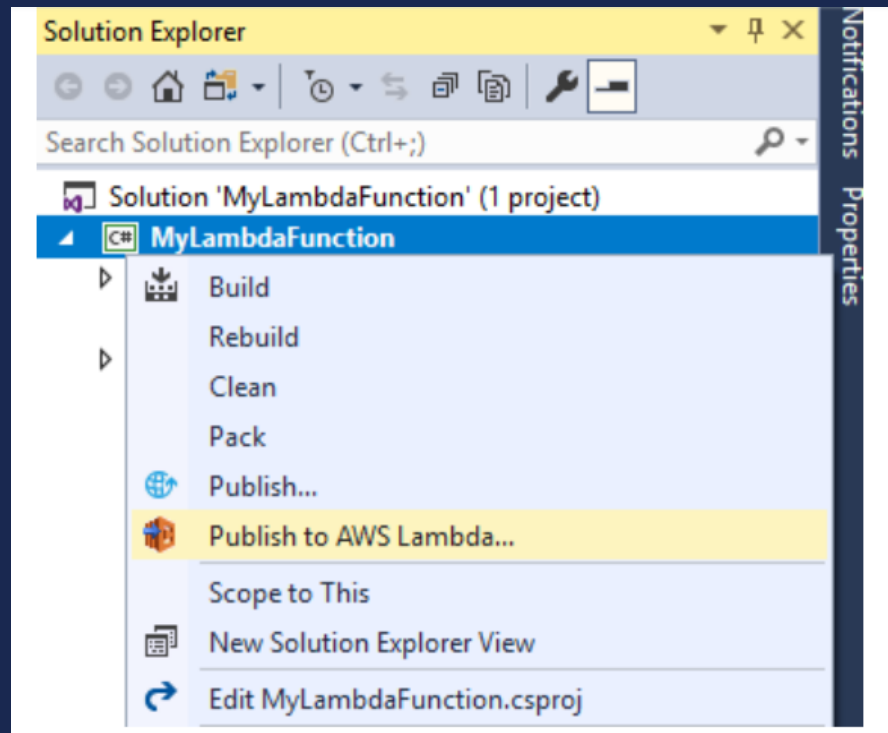 Solution Explorer
Search Solution Explorer (Ctrl+;)
Solution 'MyLambdaFunction' (1 project)
C# MyLambdaFunction
Build
Rebuild
Clean
Pack
Publish...
Publish to AWS Lambda...
Scope to This
New Solution Explorer View
Edit MyLambdaFunction.csproj
Notifications
Properties